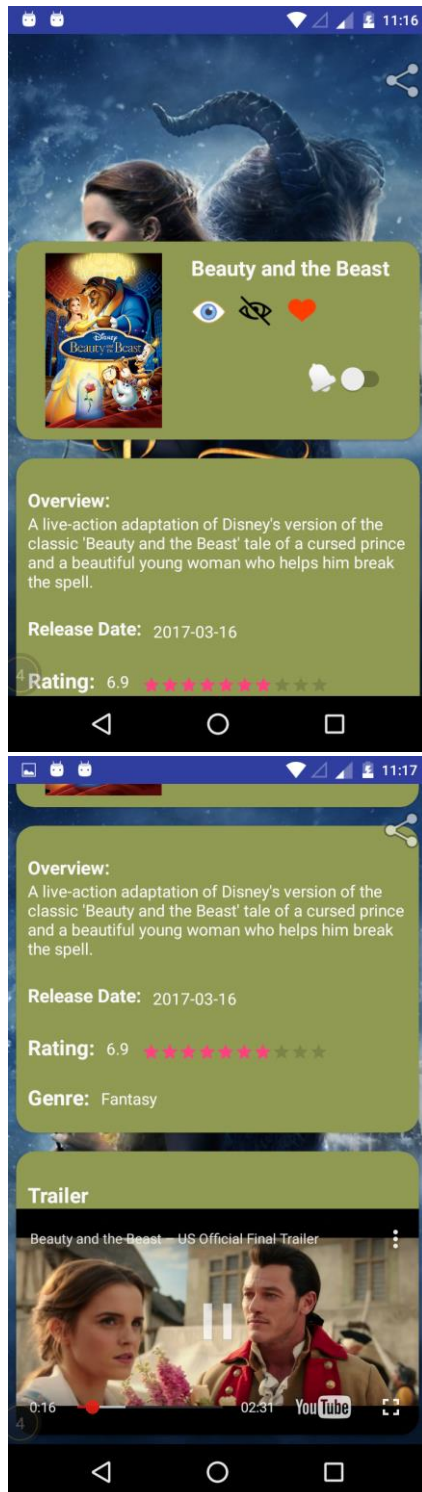 11:16
Beauty and the Beast
Disney
Beauty and the Beast
Overview:
A live-action adaptation of Disney's version of the
classic 'Beauty and the Beast' tale of a cursed prince
and a beautiful young woman who helps him break
the spell.
Release Date: 2017-03-16
4
Rating: 6.9
11:17
Overview:
A live-action adaptation of Disney's version of the
classic 'Beauty and the Beast' tale of a cursed prince
and a beautiful young woman who helps him break
the spell.
Release Date: 2017-03-16
Rating: 6.9
Genre: Fantasy
Trailer
Beauty and the Beast – US Official Final Trailer
0:16 02:31 YouTube
4